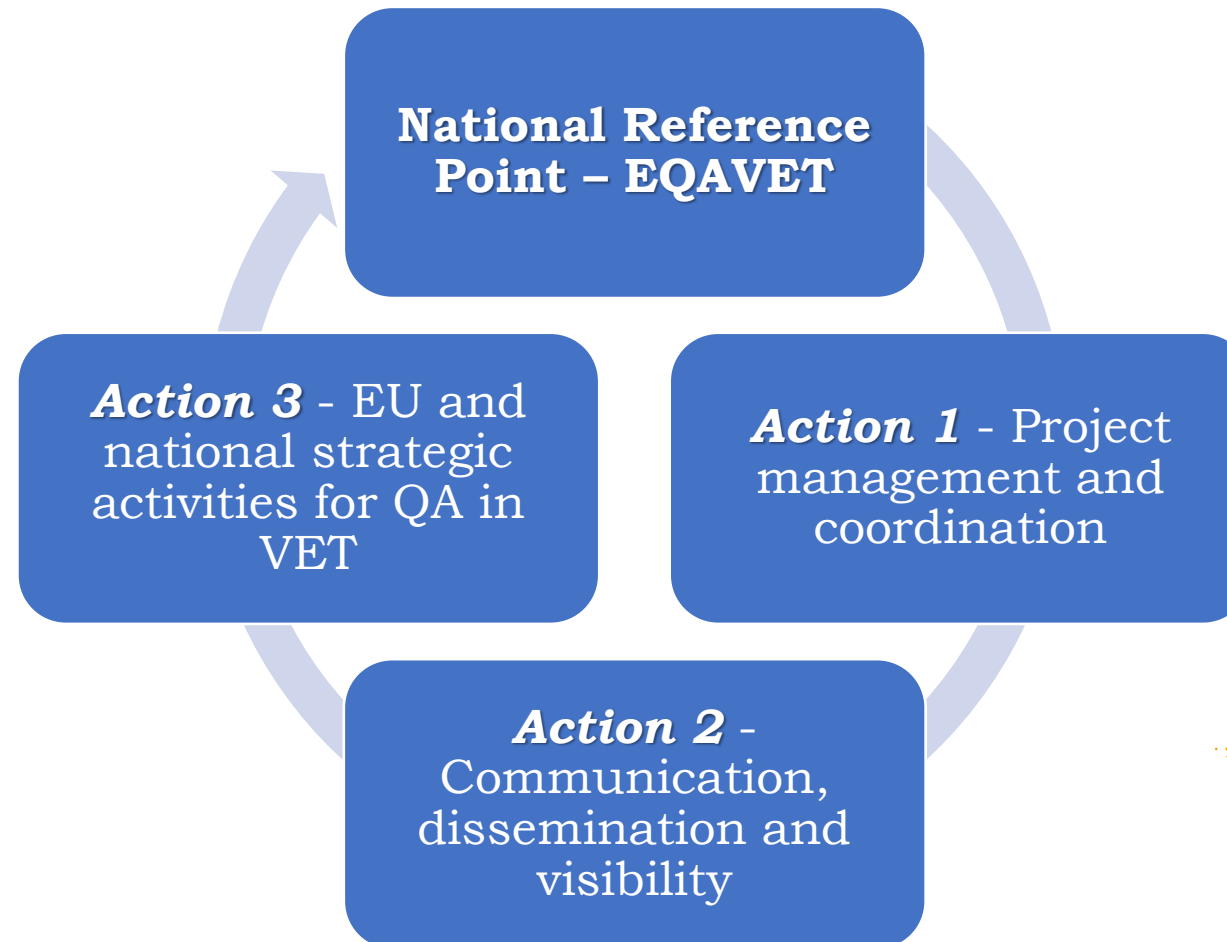 National Reference
Point – EQAVET
Action 1 - Project
management and
coordination
Action 2 -
Communication,
dissemination and
visibility
Action 3 - EU and
national strategic
activities for QA in
VET